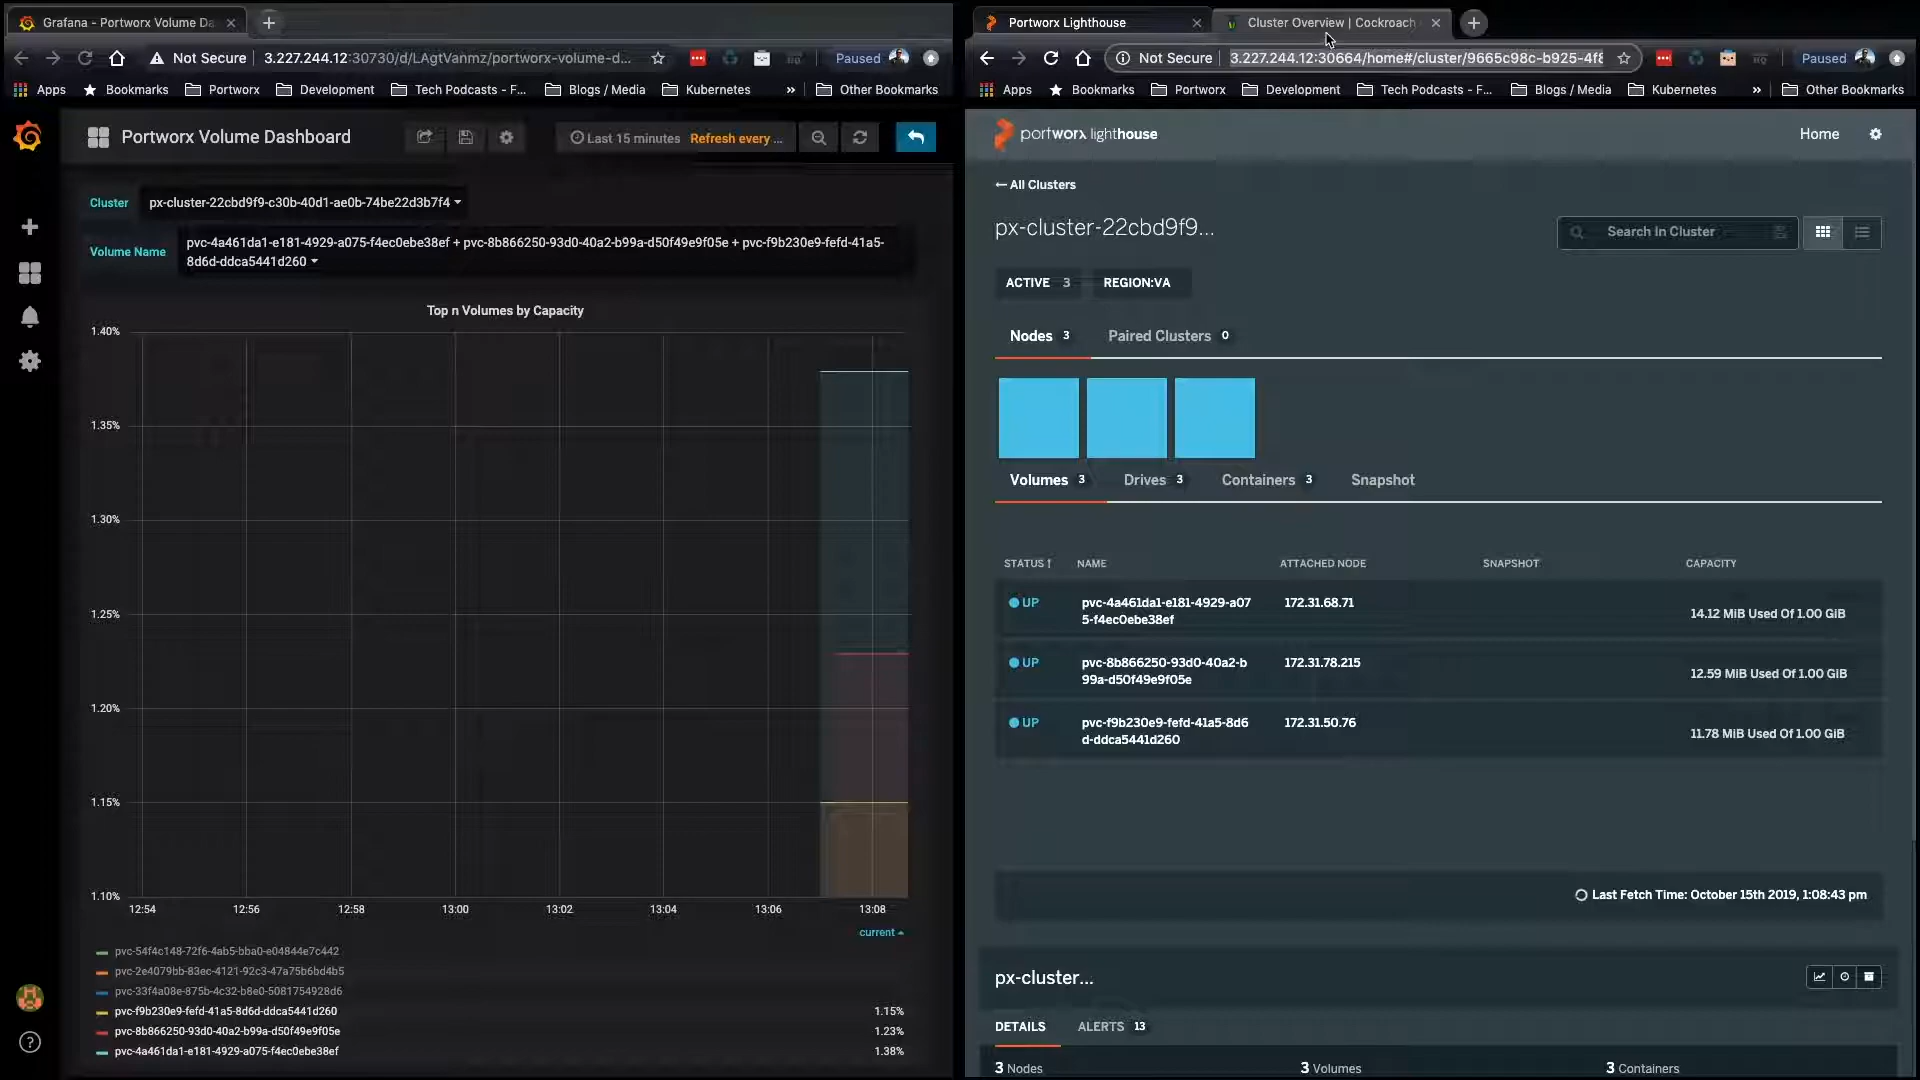 Grafana - Portworx Volume Da
Not Secure
3.227.244.12:30730/d/LAgtVanmz/portworx-volume-d...
Paused
Apps
Bookmarks
Portworx
Development
Tech Podcasts - F...
Blogs / Media
Kubernetes
»
Other Bookmarks
Portworx Volume Dashboard
Last 15 minutes Refresh every ...
Cluster
px-cluster-22cbd9f9-c30b-40d1-ae0b-74be22d3b7f4
Volume Name
pvc-4a461da1-e181-4929-a075-f4ec0ebe38ef + pvc-8b866250-93d0-40a2-b99a-d50f49e9f05e + pvc-f9b230e9-fefd-41a5-
8d6d-ddca5441d260
Top n Volumes by Capacity
1.40%
1.35%
1.30%
1.25%
1.20%
1.15%
1.10%
12:54
12:56
12:58
13:00
13:02
13:04
13:06
13:08
current
pvc-54f4c148-72f6-4ab5-bba0-e04844e7c442
pvc-2e4079bb-83ec-4121-92c3-47a75b6bd4b5
pvc-33f4a08e-875b-4c32-b8e0-5081754928d6
pvc-f9b230e9-fefd-41a5-8d6d-ddca5441d260 1.15%
pvc-8b866250-93d0-40a2-b99a-d50f49e9f05e 1.23%
pvc-4a461da1-e181-4929-a075-f4ec0ebe38ef 1.38%
Portworx Lighthouse
Cluster Overview | Cockroach
Not Secure
3.227.244.12:30664/home#/cluster/9665c98c-b925-4f8
Paused
Apps
Bookmarks
Portworx
Development
Tech Podcasts - F...
Blogs / Media
Kubernetes
»
Other Bookmarks
portworx lighthouse
Home
← All Clusters
px-cluster-22cbd9f9...
Search In Cluster
ACTIVE 3
REGION:VA
Nodes 3
Paired Clusters 0
Volumes 3
Drives 3
Containers 3
Snapshot
STATUS NAME ATTACHED NODE SNAPSHOT CAPACITY
UP
pvc-4a461da1-e181-4929-a07
5-f4ec0ebe38ef
172.31.68.71
14.12 MiB Used Of 1.00 GiB
UP
pvc-8b866250-93d0-40a2-b
99a-d50f49e9f05e
172.31.78.215
12.59 MiB Used Of 1.00 GiB
UP
pvc-f9b230e9-fefd-41a5-8d6
d-ddca5441d260
172.31.50.76
11.78 MiB Used Of 1.00 GiB
Last Fetch Time: October 15th 2019, 1:08:43 pm
px-cluster...
DETAILS
ALERTS 13
3 Nodes
3 Volumes
3 Containers